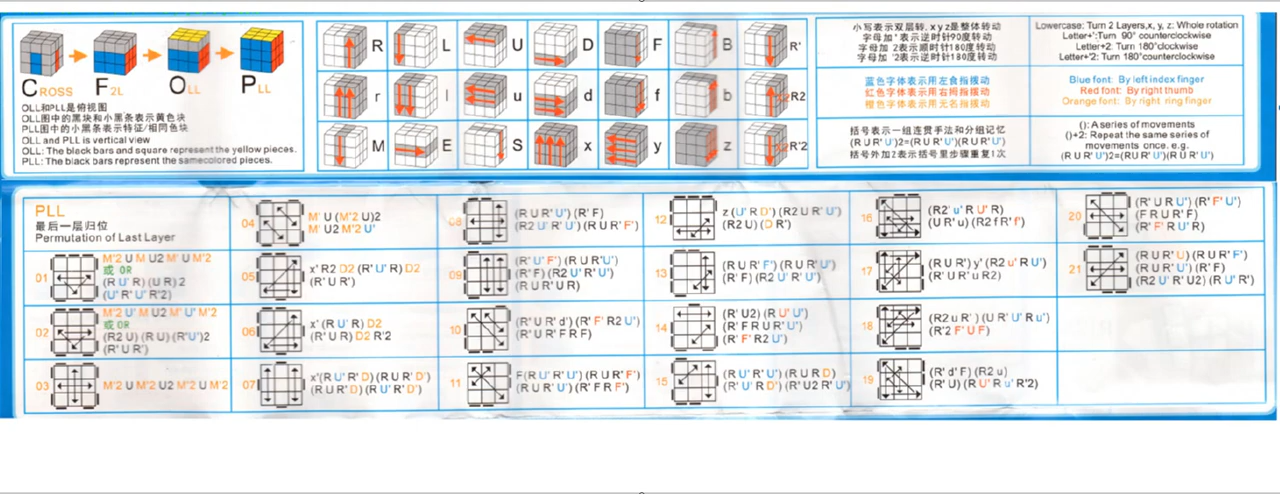 CROSS F2L OLL PLL
OLL和PLL是俯视图
OLL图中的黑块和小黑条表示黄色块
PLL图中的小黑条表示特征/相同色块
OLL and PLL is vertical view
OLL: The black bars and square represent the yellow pieces.
PLL: The black bars represent the samecolored pieces.
R L U D F B R'
r l u d f b R2
M E S x y z R'2
小写表示双层转, x y z是整体转动
字母加 ' 表示逆时针90度转动
字母加 2表示顺时针180度转动
字母加 '2表示逆时针180度转动
Lowercase: Turn 2 Layers,x, y, z: Whole rotation
Letter+':Turn 90° counterclockwise
Letter+2: Turn 180°clockwise
Letter+'2: Turn 180°counterclockwise
蓝色字体表示用左食指拨动
红色字体表示用右拇指拨动
橙色字体表示用无名指拨动
Blue font: By left index finger
Red font: By right thumb
Orange font: By right ring finger
括号表示一组连贯手法和分组记忆
(R U R' U')2=(R U R' U')(R U R' U')
括号外加2表示括号里步骤重复1次
(): A series of movements
()+2: Repeat the same series of
movements once. e.g.
(R U R' U')2=(R U R' U')(R U R' U')
PLL
最后一层归位
Permutation of Last Layer
01
M'2 U M U2 M' U M'2
或 OR
(R U' R) (U R) 2
(U' R' U' R'2)
02
M'2 U' M U2 M' U' M'2
或 OR
(R2 U) (R U) (R'U')2
(R' U R')
03
M'2 U M'2 U2 M'2 U M'2
04
M' U (M'2 U)2
M' U2 M'2 U'
05
x' R2 D2 (R' U' R) D2
(R' U R')
06
x' (R U' R) D2
(R' U R) D2 R'2
07
x'(R U' R' D) (R U R' D')
(R U R' D) (R U' R' D')
08
(R U R' U') (R' F)
(R2 U' R' U') (R U R' F')
09
(R' U' F') (R U R'U')
(R' F) (R2 U' R' U')
(R U R' U R)
10
(R' U R' d') (R' F' R2 U')
(R' U R' F R F)
11
F(R U' R' U') (R U R' F')
(R U R' U') (R' F R F')
12
z (U' R D') (R2 U R' U')
(R2 U) (D R')
13
(R U R' F') (R U R' U')
(R' F) (R2 U' R' U')
14
(R' U2) (R U' U')
(R' F R U R' U')
(R' F' R2 U')
15
(R U' R' U') (R U R D)
(R' U' R D') (R' U2 R' U')
16
(R2' u' R U' R)
(U R' u) (R2 f R' f')
17
(R U R') y' (R2 u' R U')
(R' U R' u R2)
18
(R2 u R' ) (U R' U' R u')
(R'2 F' U F)
19
(R' d' F) (R2 u)
(R' U) (R U' R u' R'2)
20
(R' U R U') (R' F' U')
(F R U R' F)
(R' F' R U' R)
21
(R U R' U) (R U R' F')
(R U R' U') (R' F)
(R2 U' R' U2) (R U' R')